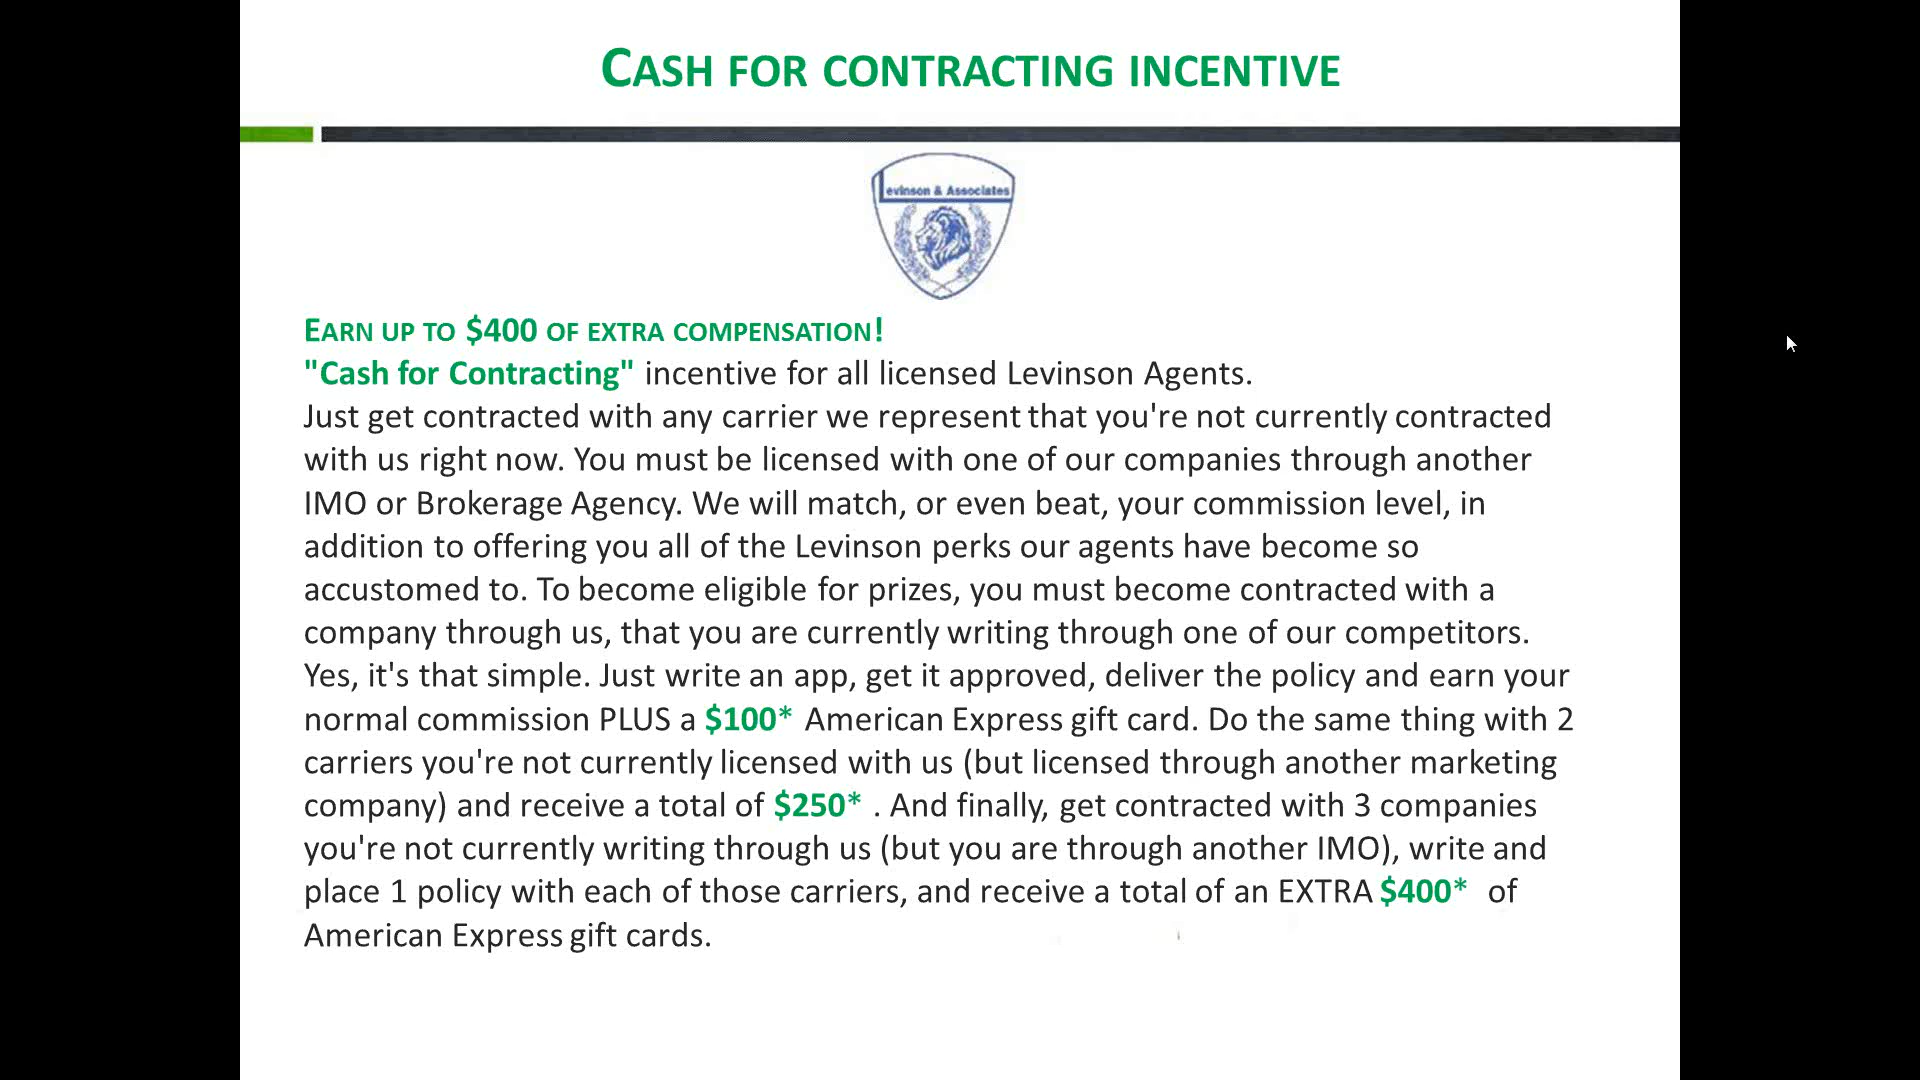 CASH FOR CONTRACTING INCENTIVE
Levinson & Associates
EARN UP TO $400 OF EXTRA COMPENSATION!
"Cash for Contracting" incentive for all licensed Levinson Agents.
Just get contracted with any carrier we represent that you're not currently contracted
with us right now. You must be licensed with one of our companies through another
IMO or Brokerage Agency. We will match, or even beat, your commission level, in
addition to offering you all of the Levinson perks our agents have become so
accustomed to. To become eligible for prizes, you must become contracted with a
company through us, that you are currently writing through one of our competitors.
Yes, it's that simple. Just write an app, get it approved, deliver the policy and earn your
normal commission PLUS a $100* American Express gift card. Do the same thing with 2
carriers you're not currently licensed with us (but licensed through another marketing
company) and receive a total of $250* . And finally, get contracted with 3 companies
you're not currently writing through us (but you are through another IMO), write and
place 1 policy with each of those carriers, and receive a total of an EXTRA $400* of
American Express gift cards.